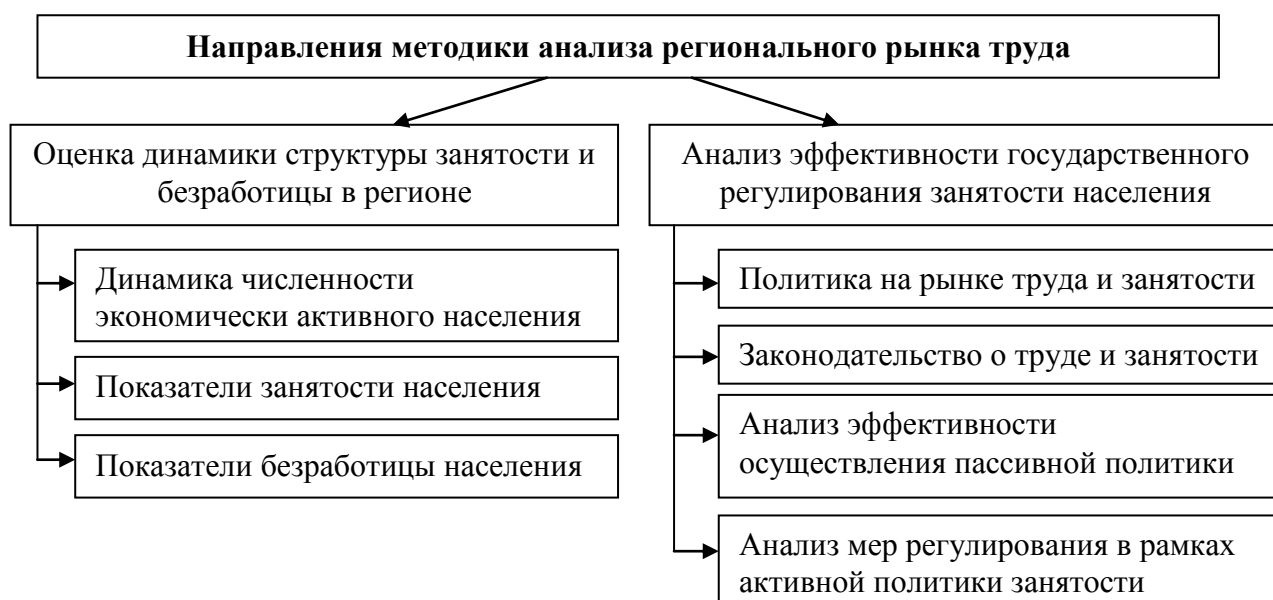 Направления методики анализа регионального рынка труда
Оценка динамики структуры занятости и
безработицы в регионе
Динамика численности
экономически активного населения
Показатели занятости населения
Показатели безработицы населения
Анализ эффективности государственного
регулирования занятости населения
Политика на рынке труда и занятости
Законодательство о труде и занятости
Анализ эффективности
осуществления пассивной политики
Анализ мер регулирования в рамках
активной политики занятости